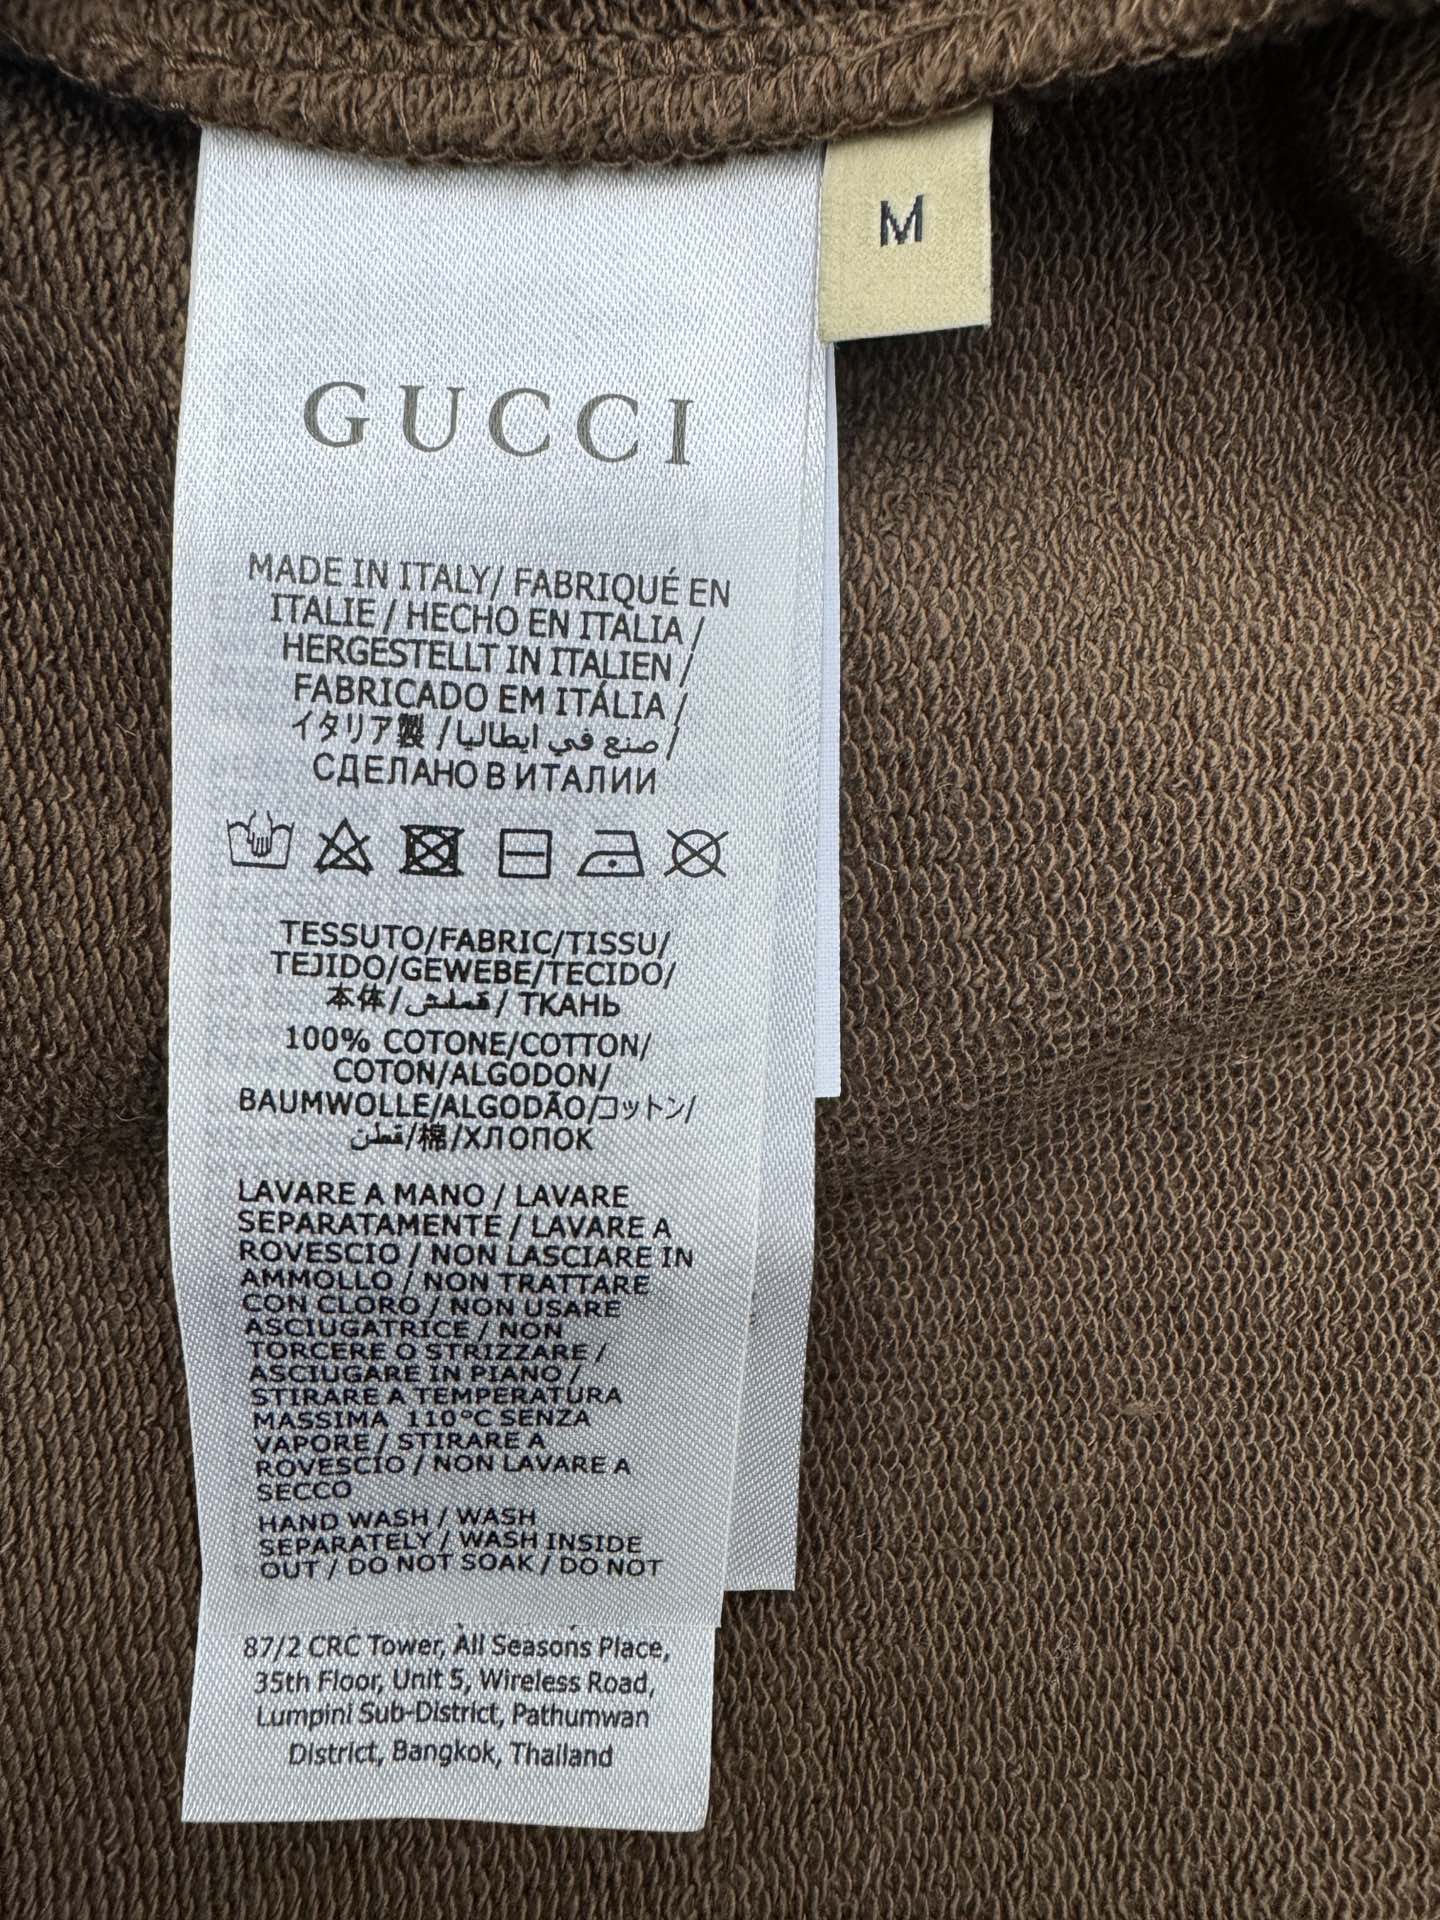 M
GUCCI
MADE IN ITALY/ FABRIQUÉ EN
ITALIE / HECHO EN ITALIA /
HERGESTELLT IN ITALIEN /
FABRICADO EM ITÁLIA /
イタリア製 / صنع في ايطاليا /
СДЕЛАНО В ИТАЛИИ
TESSUTO/FABRIC/TISSU/
TEJIDO/GEWEBE/TECIDO/
本体/قملش/ ТКАНЬ
100% COTONE/COTTON/
COTON/ALGODON/
BAUMWOLLE/ALGODÃO/コットン/
قطن/棉/ХЛОПОК
LAVARE A MANO / LAVARE
SEPARATAMENTE / LAVARE A
ROVESCIO / NON LASCIARE IN
AMMOLLO / NON TRATTARE
CON CLORO / NON USARE
ASCIUGATRICE / NON
TORCERE O STRIZZARE /
ASCIUGARE IN PIANO /
STIRARE A TEMPERATURA
MASSIMA 110°C SENZA
VAPORE / STIRARE A
ROVESCIO / NON LAVARE A
SECCO
HAND WASH / WASH
SEPARATELY / WASH INSIDE
OUT / DO NOT SOAK / DO NOT
87/2 CRC Tower, All Seasons Place,
35th Floor, Unit 5, Wireless Road,
Lumpini Sub-District, Pathumwan
District, Bangkok, Thailand